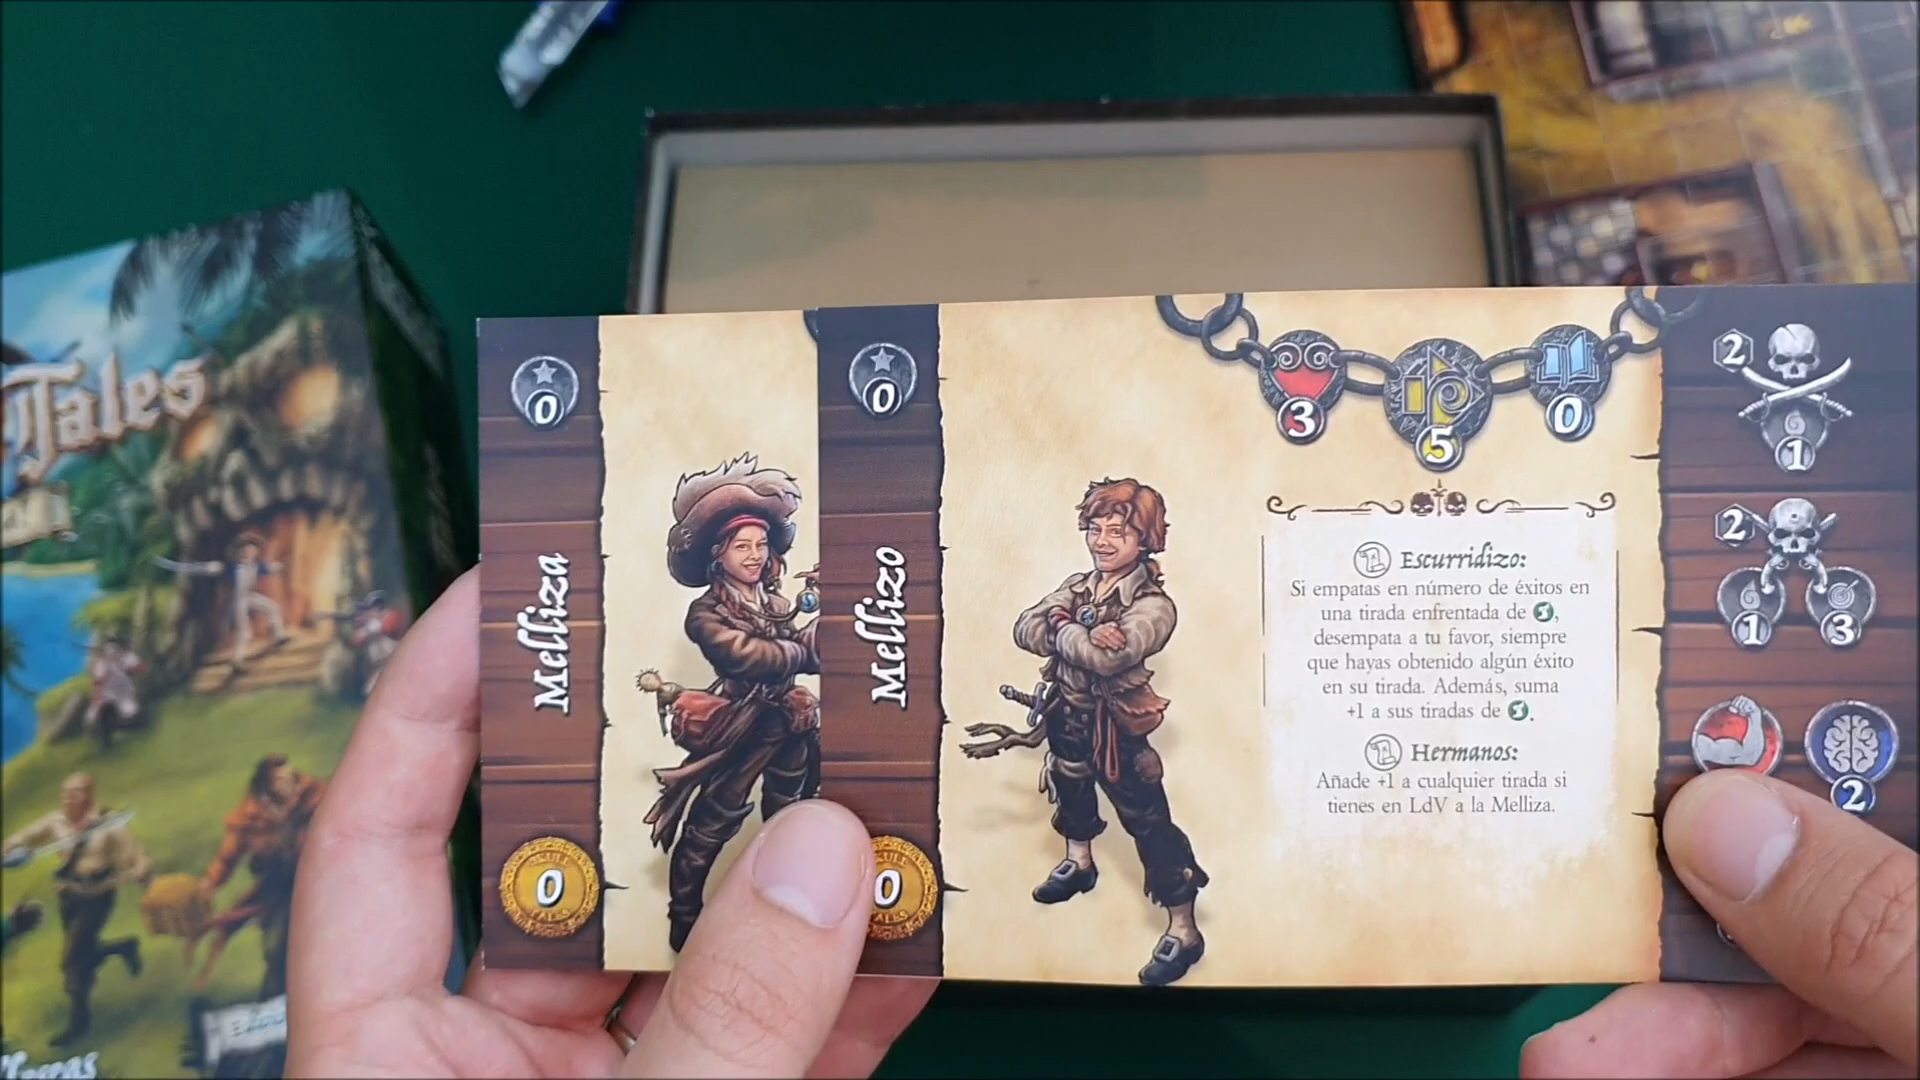 Tales
Melliza
0
0
Mellizo
0
0
3
5
0
Escurridizo:
Si empatas en número de éxitos en
una tirada enfrentada de
desempata a tu favor, siempre
que hayas obtenido algún éxito
en su tirada. Además, suma
+1 a sus tiradas de
Hermanos:
Añade +1 a cualquier tirada si
tienes en LdV a la Melliza.
2
1
2
1
3
2
SKULL
TALES